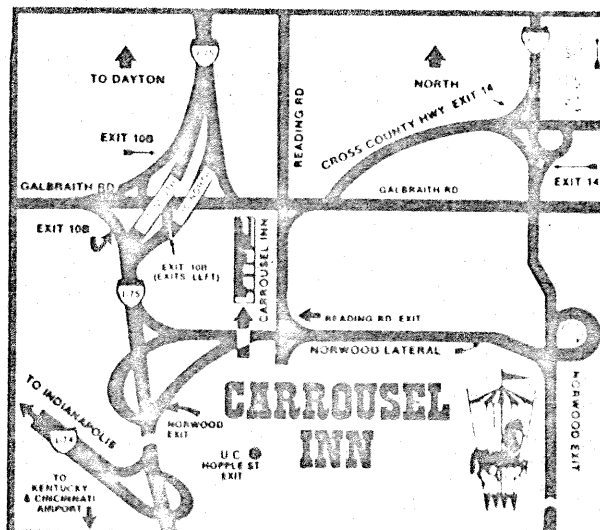 I-75
TO DAYTON
NORTH
READING RD
CROSS COUNTY HWY EXIT 14
EXIT 10B
GALBRAITH RD
GALBRAITH RD
EXIT 14
EXIT 10B
EXIT 10B
(EXITS LEFT)
CARROUSEL INN
I-75
READING RD. EXIT
NORWOOD LATERAL
TO INDIANAPOLIS
I-74
NORWOOD
EXIT
CARROUSEL
INN
U.C.
HOPPLE ST
EXIT
NORWOOD EXIT
TO
KENTUCKY
& CINCINNATI
AIRPORT